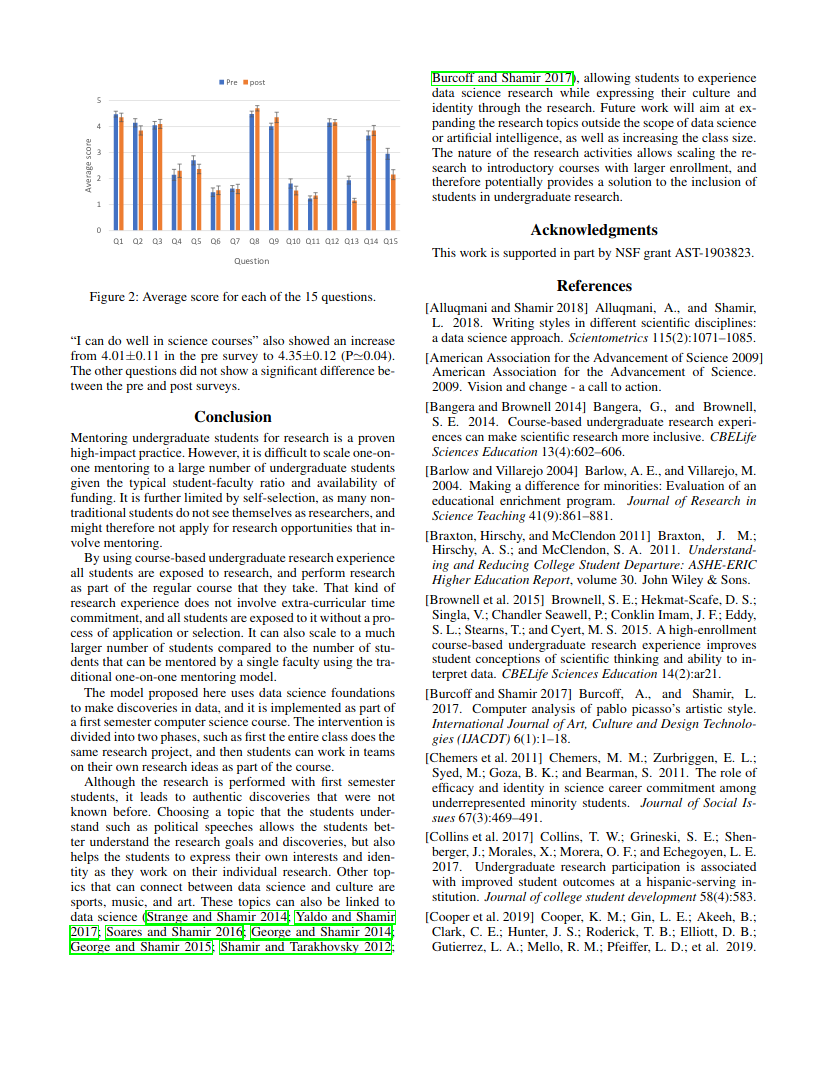 Pre post
5
4
3
2
1
0
Average score
Q1 Q2 Q3 Q4 Q5 Q6 Q7 Q8 Q9 Q10 Q11 Q12 Q13 Q14 Q15
Question
Figure 2: Average score for each of the 15 questions.
“I can do well in science courses” also showed an increase
from 4.01±0.11 in the pre survey to 4.35±0.12 (P≃0.04).
The other questions did not show a significant difference be-
tween the pre and post surveys.
Conclusion
Mentoring undergraduate students for research is a proven
high-impact practice. However, it is difficult to scale one-on-
one mentoring to a large number of undergraduate students
given the typical student-faculty ratio and availability of
funding. It is further limited by self-selection, as many non-
traditional students do not see themselves as researchers, and
might therefore not apply for research opportunities that in-
volve mentoring.
By using course-based undergraduate research experience
all students are exposed to research, and perform research
as part of the regular course that they take. That kind of
research experience does not involve extra-curricular time
commitment, and all students are exposed to it without a pro-
cess of application or selection. It can also scale to a much
larger number of students compared to the number of stu-
dents that can be mentored by a single faculty using the tra-
ditional one-on-one mentoring model.
The model proposed here uses data science foundations
to make discoveries in data, and it is implemented as part of
a first semester computer science course. The intervention is
divided into two phases, such as first the entire class does the
same research project, and then students can work in teams
on their own research ideas as part of the course.
Although the research is performed with first semester
students, it leads to authentic discoveries that were not
known before. Choosing a topic that the students under-
stand such as political speeches allows the students bet-
ter understand the research goals and discoveries, but also
helps the students to express their own interests and iden-
tity as they work on their individual research. Other top-
ics that can connect between data science and culture are
sports, music, and art. These topics can also be linked to
data science (Strange and Shamir 2014; Yaldo and Shamir
2017; Soares and Shamir 2016; George and Shamir 2014;
George and Shamir 2015; Shamir and Tarakhovsky 2012;
Burcoff and Shamir 2017), allowing students to experience
data science research while expressing their culture and
identity through the research. Future work will aim at ex-
panding the research topics outside the scope of data science
or artificial intelligence, as well as increasing the class size.
The nature of the research activities allows scaling the re-
search to introductory courses with larger enrollment, and
therefore potentially provides a solution to the inclusion of
students in undergraduate research.
Acknowledgments
This work is supported in part by NSF grant AST-1903823.
References
[Alluqmani and Shamir 2018] Alluqmani, A., and Shamir,
L. 2018. Writing styles in different scientific disciplines:
a data science approach. Scientometrics 115(2):1071–1085.
[American Association for the Advancement of Science 2009]
American Association for the Advancement of Science.
2009. Vision and change - a call to action.
[Bangera and Brownell 2014] Bangera, G., and Brownell,
S. E. 2014. Course-based undergraduate research experi-
ences can make scientific research more inclusive. CBELife
Sciences Education 13(4):602–606.
[Barlow and Villarejo 2004] Barlow, A. E., and Villarejo, M.
2004. Making a difference for minorities: Evaluation of an
educational enrichment program. Journal of Research in
Science Teaching 41(9):861–881.
[Braxton, Hirschy, and McClendon 2011] Braxton, J. M.;
Hirschy, A. S.; and McClendon, S. A. 2011. Understand-
ing and Reducing College Student Departure: ASHE-ERIC
Higher Education Report, volume 30. John Wiley & Sons.
[Brownell et al. 2015] Brownell, S. E.; Hekmat-Scafe, D. S.;
Singla, V.; Chandler Seawell, P.; Conklin Imam, J. F.; Eddy,
S. L.; Stearns, T.; and Cyert, M. S. 2015. A high-enrollment
course-based undergraduate research experience improves
student conceptions of scientific thinking and ability to in-
terpret data. CBELife Sciences Education 14(2):ar21.
[Burcoff and Shamir 2017] Burcoff, A., and Shamir, L.
2017. Computer analysis of pablo picasso’s artistic style.
International Journal of Art, Culture and Design Technolo-
gies (IJACDT) 6(1):1–18.
[Chemers et al. 2011] Chemers, M. M.; Zurbriggen, E. L.;
Syed, M.; Goza, B. K.; and Bearman, S. 2011. The role of
efficacy and identity in science career commitment among
underrepresented minority students. Journal of Social Is-
sues 67(3):469–491.
[Collins et al. 2017] Collins, T. W.; Grineski, S. E.; Shen-
berger, J.; Morales, X.; Morera, O. F.; and Echegoyen, L. E.
2017. Undergraduate research participation is associated
with improved student outcomes at a hispanic-serving in-
stitution. Journal of college student development 58(4):583.
[Cooper et al. 2019] Cooper, K. M.; Gin, L. E.; Akeeh, B.;
Clark, C. E.; Hunter, J. S.; Roderick, T. B.; Elliott, D. B.;
Gutierrez, L. A.; Mello, R. M.; Pfeiffer, L. D.; et al. 2019.